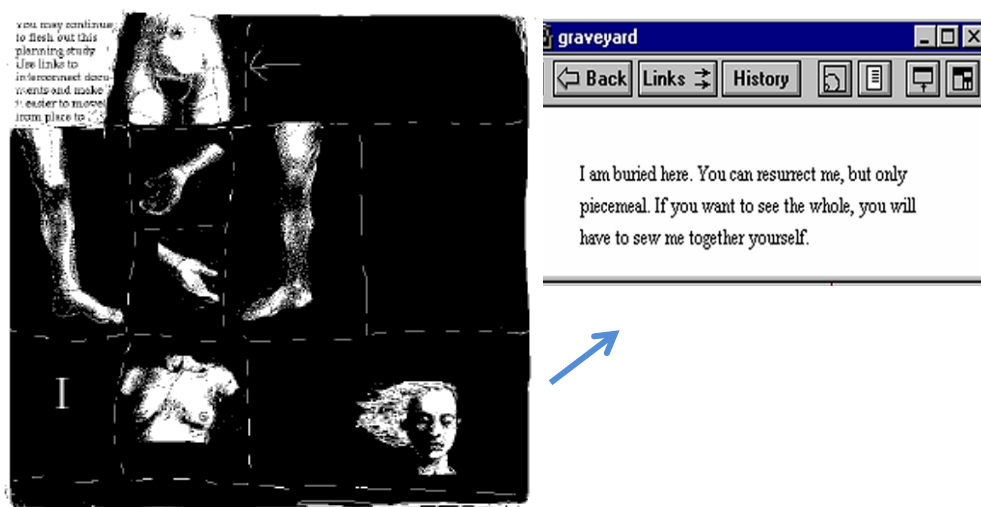 you may continue
to flesh out this
planning study
Use links to
interconnect docu-
ments and make
it easier to move
from place to
I
graveyard
Back Links History
I am buried here. You can resurrect me, but only
piecemeal. If you want to see the whole, you will
have to sew me together yourself.